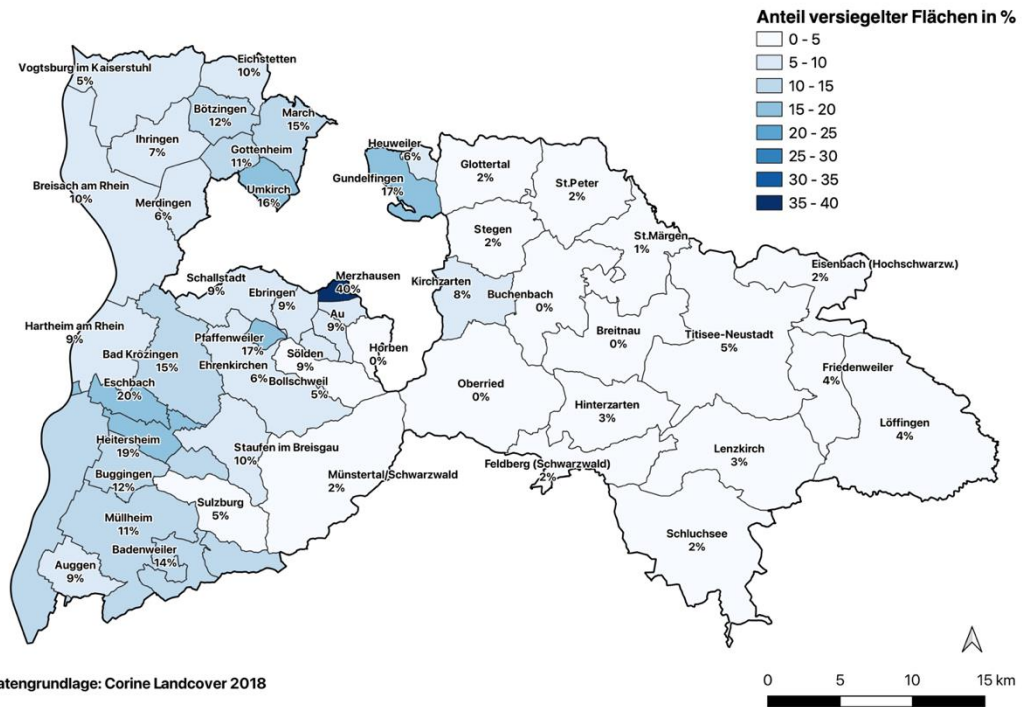 Anteil versiegelter Flächen in %
0 - 5
5 - 10
10 - 15
15 - 20
20 - 25
25 - 30
30 - 35
35 - 40
Vogtsburg im Kaiserstuhl
5%
Eichstetten
10%
Bötzingen
12%
March
15%
Ihringen
7%
Gottenheim
11%
Breisach am Rhein
10%
Merdingen
6%
Umkirch
16%
Heuweiler
6%
Gundelfingen
17%
Glottertal
2%
St.Peter
2%
Stegen
2%
St.Märgen
1%
Eisenbach (Hochschwarzw.)
2%
Schallstadt
9%
Ebringen
9%
Merzhausen
40%
Au
9%
Kirchzarten
8%
Buchenbach
0%
Breitnau
0%
Titisee-Neustadt
5%
Hartheim am Rhein
9%
Pfaffenweiler
17%
Sölden
9%
Horben
0%
Bad Krözingen
15%
Ehrenkirchen
6%
Bollschweil
5%
Eschbach
20%
Oberried
0%
Friedenweiler
4%
Hinterzarten
3%
Löffingen
4%
Heitersheim
19%
Staufen im Breisgau
10%
Lenzkirch
3%
Feldberg (Schwarzwald)
2%
Münstertal/Schwarzwald
2%
Buggingen
12%
Sulzburg
5%
Müllheim
11%
Schluchsee
2%
Badenweiler
14%
Auggen
9%
atengrundlage: Corine Landcover 2018
0 5 10 15 km